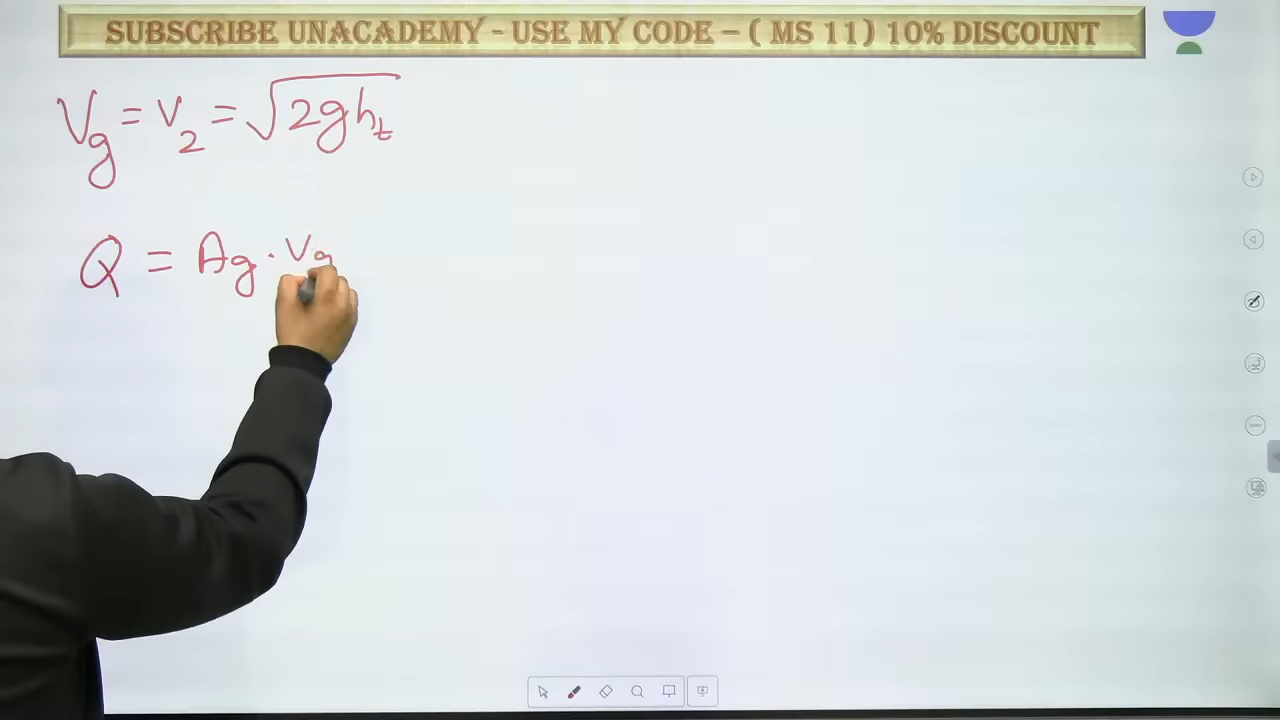 SUBSCRIBE UNACADEMY - USE MY CODE – ( MS 11) 10% DISCOUNT
Vg = V2 = √2ght
Q = Ag · Vg